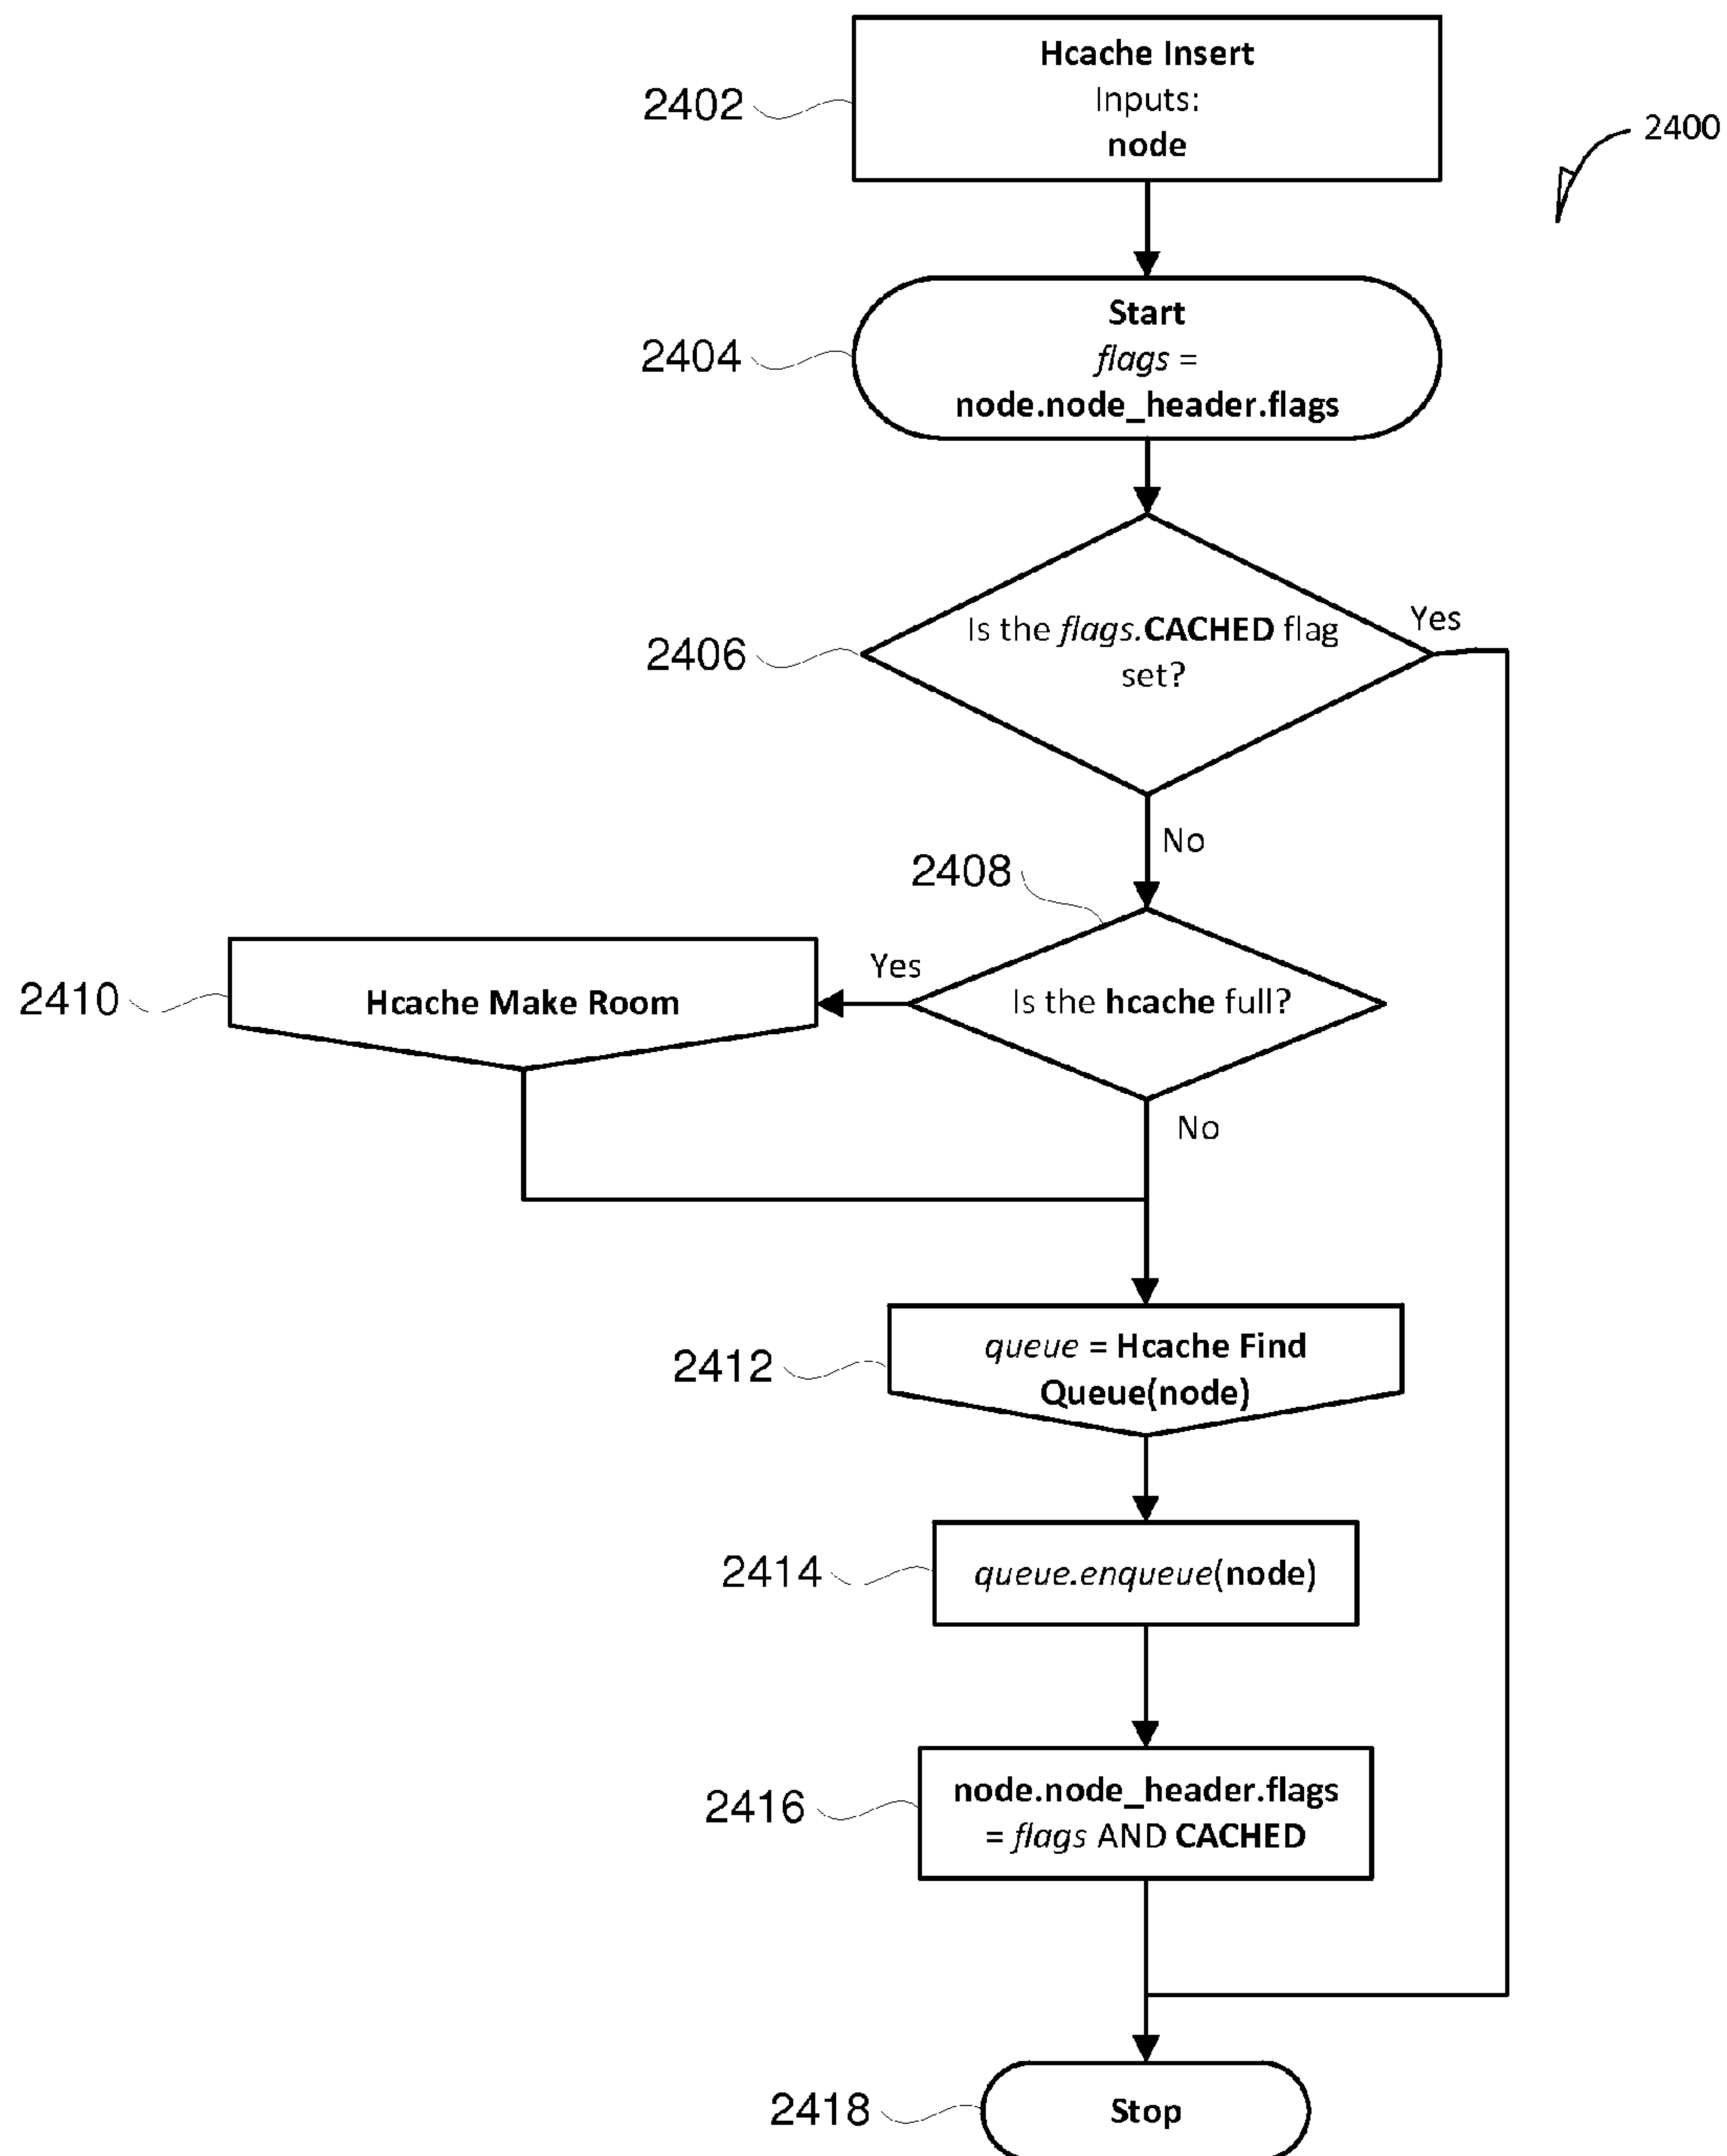 Hcache Insert
Inputs:
node
2402
2400
Start
flags =
node.node_header.flags
2404
Is the flags.CACHED flag
set?
Yes
2406
No
2408
Is the hcache full?
Yes
Hcache Make Room
2410
No
queue = Hcache Find
Queue(node)
2412
queue.enqueue(node)
2414
node.node_header.flags
= flags AND CACHED
2416
Stop
2418